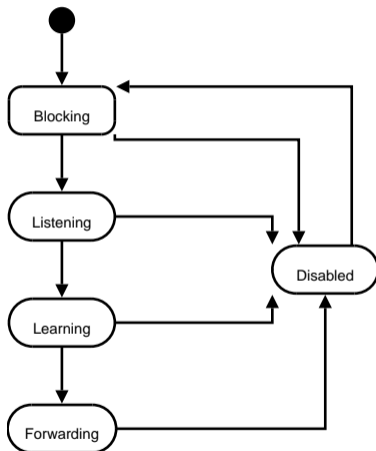 Blocking
Listening
Disabled
Learning
Forwarding